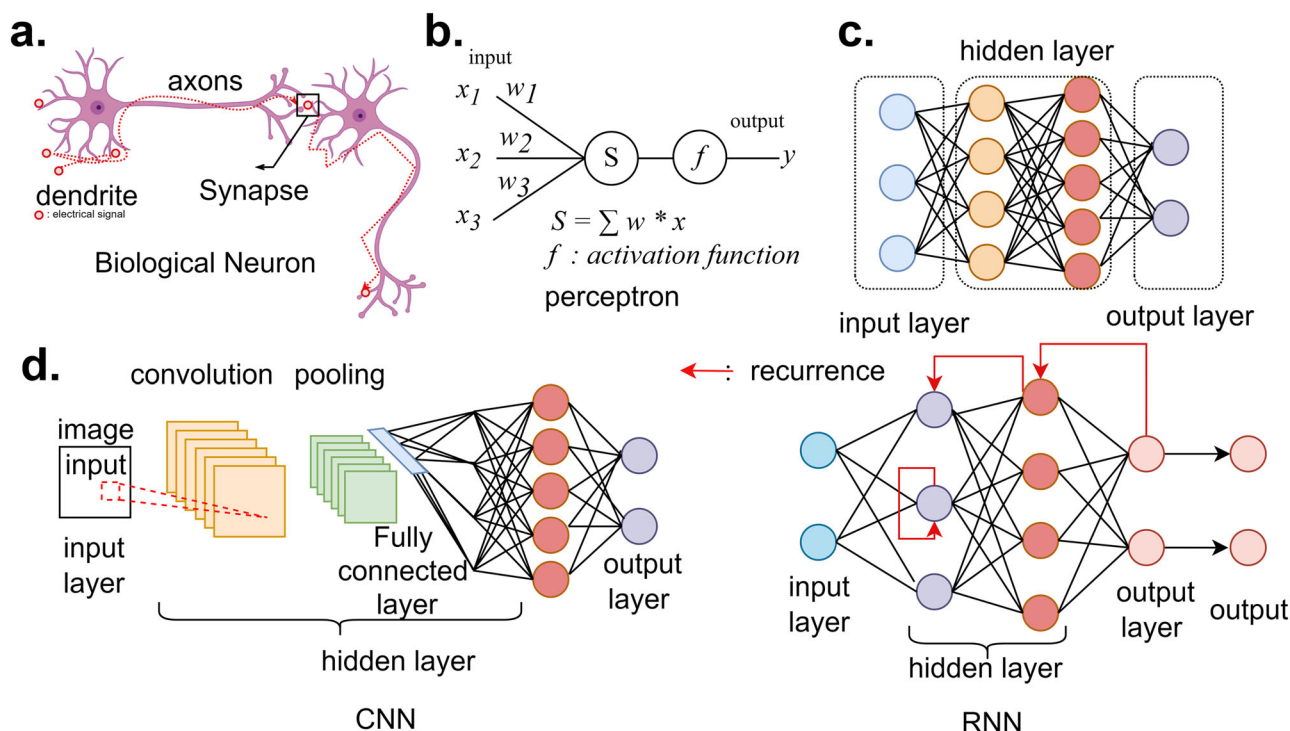 a.
axons
Synapse
dendrite
: electrical signal
Biological Neuron
b.
input
x1
w1
x2
w2
x3
w3
S
f
output
y
S = ∑ w * x
f : activation function
perceptron
c.
hidden layer
input layer
output layer
d.
convolution
pooling
image
input
input
layer
Fully
connected
layer
output
layer
hidden layer
CNN
: recurrence
input
layer
hidden layer
output
layer
output
RNN